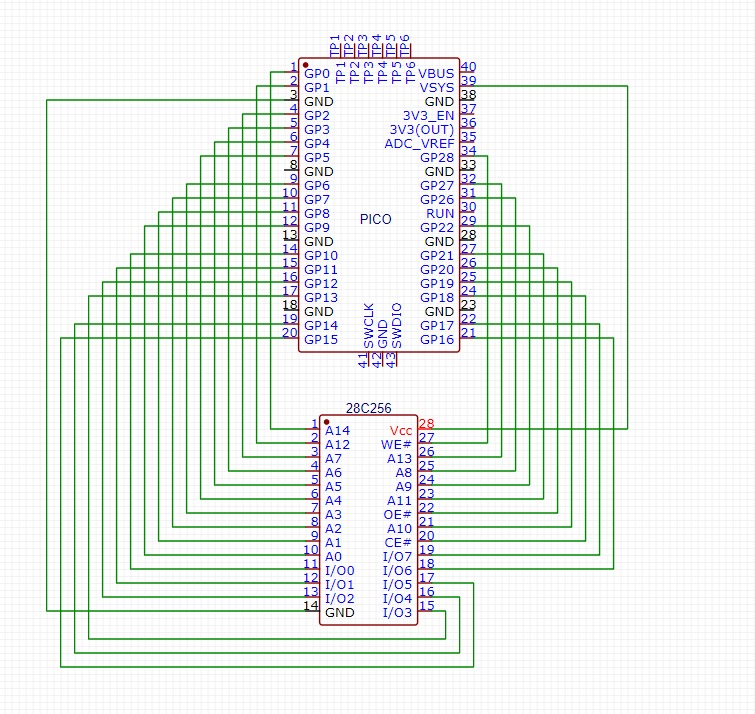 TP1 TP2 TP3 TP4 TP5 TP6
TP1 TP2 TP3 TP4 TP5 TP6
1 GP0 VBUS 40
2 GP1 VSYS 39
3 GND GND 38
4 GP2 3V3_EN 37
5 GP3 3V3(OUT) 36
6 GP4 ADC_VREF 35
7 GP5 GP28 34
8 GND GND 33
9 GP6 GP27 32
10 GP7 GP26 31
11 GP8 RUN 30
12 GP9 GP22 29
PICO
13 GND GND 28
14 GP10 GP21 27
15 GP11 GP20 26
16 GP12 GP19 25
17 GP13 GP18 24
18 GND GND 23
19 GP14 GP17 22
20 GP15 GP16 21
SWCLK GND SWDIO
41 42 43
28C256
1 A14 Vcc 28
2 A12 WE# 27
3 A7 A13 26
4 A6 A8 25
5 A5 A9 24
6 A4 A11 23
7 A3 OE# 22
8 A2 A10 21
9 A1 CE# 20
10 A0 I/O7 19
11 I/O0 I/O6 18
12 I/O1 I/O5 17
13 I/O2 I/O4 16
14 GND I/O3 15